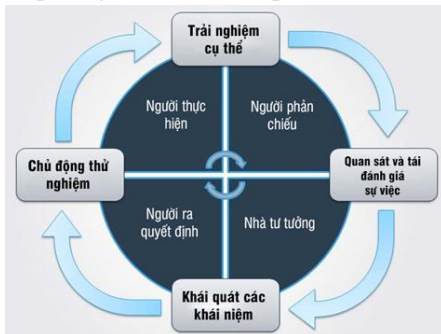 Trải nghiệm
cụ thể
Người thực
hiện
Người phản
chiếu
Chủ động thử
nghiệm
Quan sát và tái
đánh giá
sự việc
Người ra
quyết định
Nhà tư tưởng
Khái quát các
khái niệm